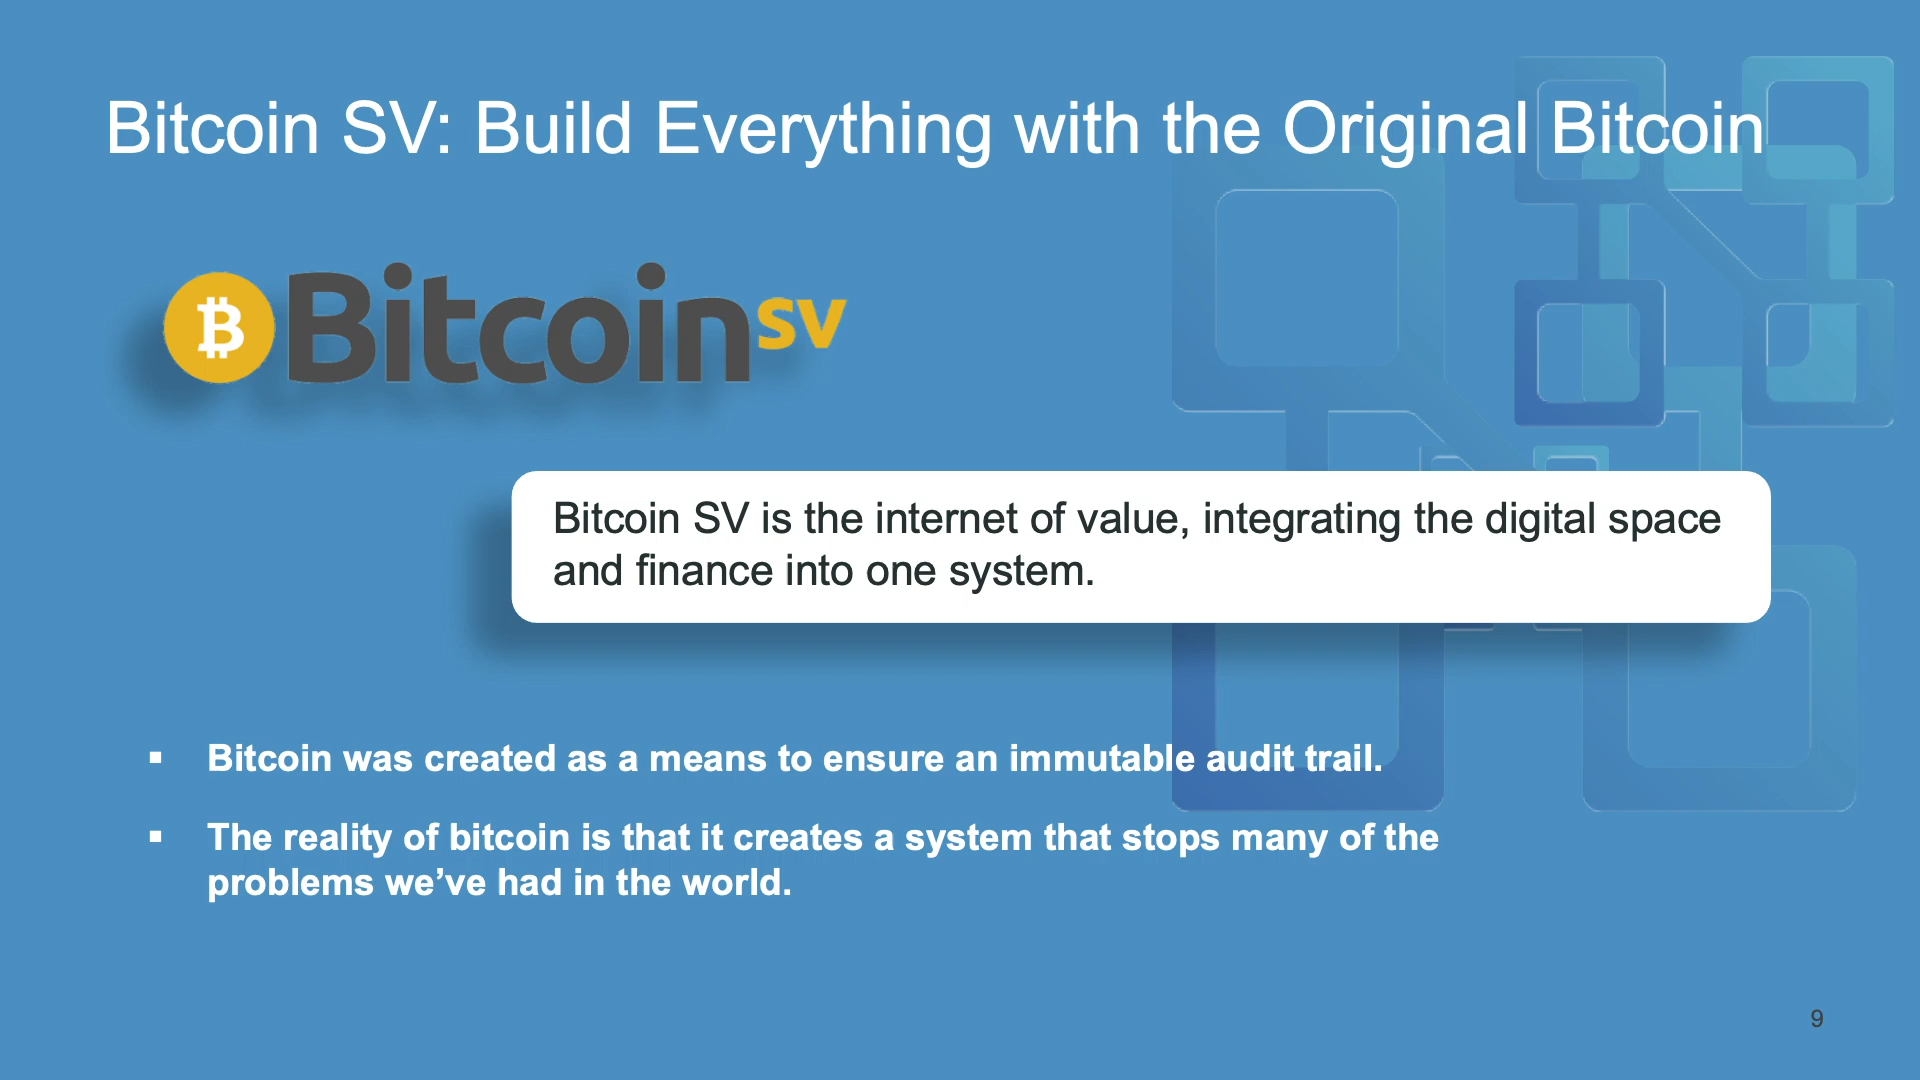 Bitcoin SV: Build Everything with the Original Bitcoin
Bitcoin SV
Bitcoin SV is the internet of value, integrating the digital space
and finance into one system.
▪ Bitcoin was created as a means to ensure an immutable audit trail.
▪ The reality of bitcoin is that it creates a system that stops many of the
problems we’ve had in the world.
9